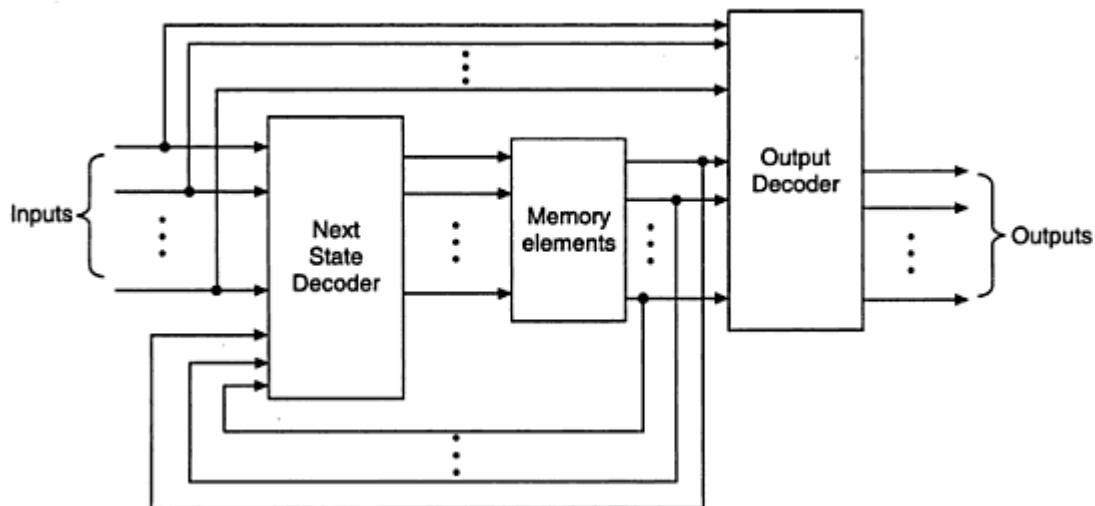 Inputs
Next
State
Decoder
Memory
elements
Output
Decoder
Outputs